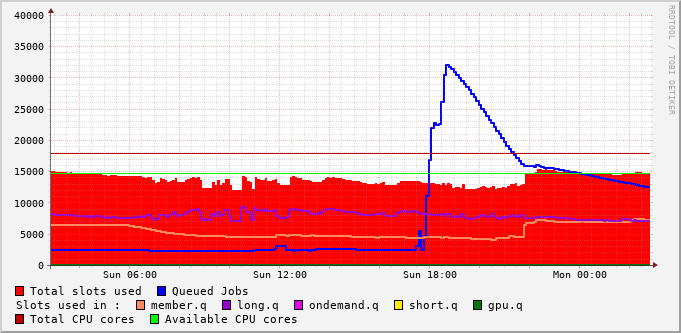 40000
35000
30000
25000
20000
15000
10000
5000
0
Sun 06:00 Sun 12:00 Sun 18:00 Mon 00:00
Total slots used Queued Jobs
Slots used in : member.q long.q ondemand.q short.q gpu.q
Total CPU cores Available CPU cores
RRDTOOL / TOBI OETIKER